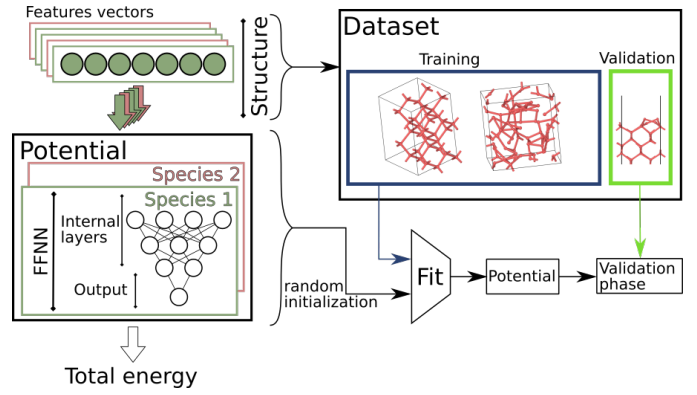 Features vectors
Structure
Dataset
Training
Validation
Potential
Species 2
Species 1
FFNN
Internal
layers
Output
Total energy
random
initialization
Fit
Potential
Validation
phase